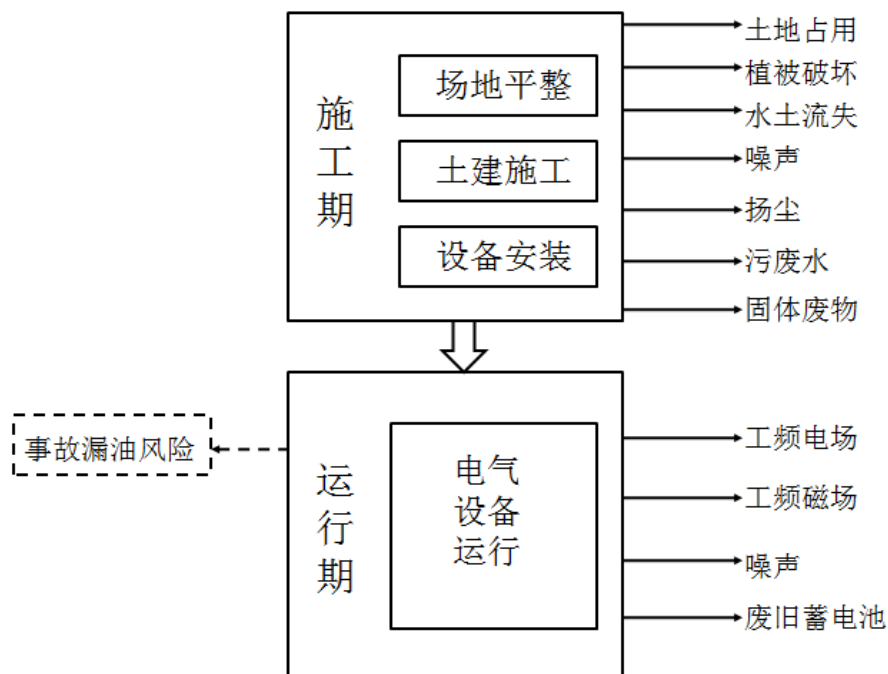 施工期
场地平整
土建施工
设备安装
土地占用
植被破坏
水土流失
噪声
扬尘
污废水
固体废物
事故漏油风险
运行期
电气
设备
运行
工频电场
工频磁场
噪声
废旧蓄电池